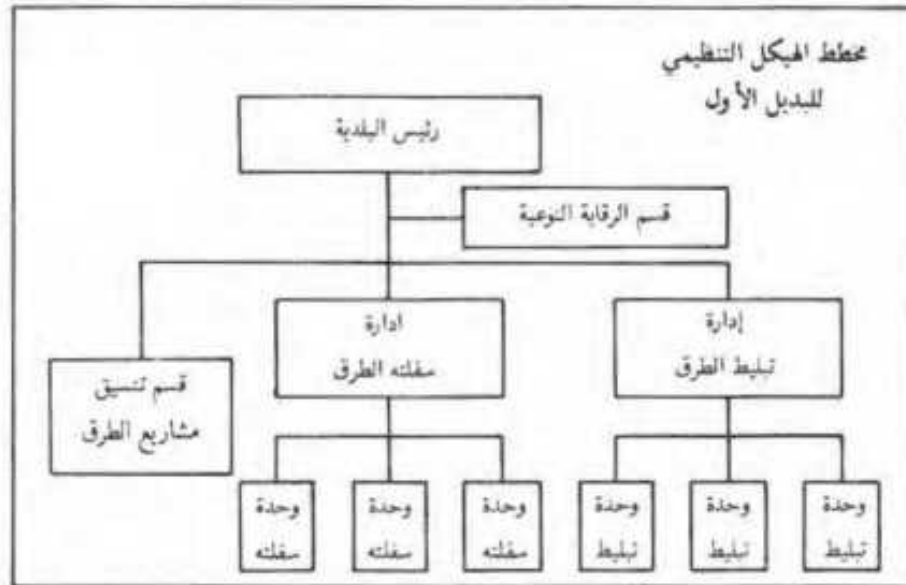 مخطط الهيكل التنظيمي
للبديل الأول
رئيس البلدية
قسم الرقابة النوعية
إدارة
تبليط الطرق
ادارة
سفلته الطرق
قسم تنسيق
مشاريع الطرق
وحدة
تبليط
وحدة
تبليط
وحدة
تبليط
وحدة
سفلته
وحدة
سفلته
وحدة
سفلته